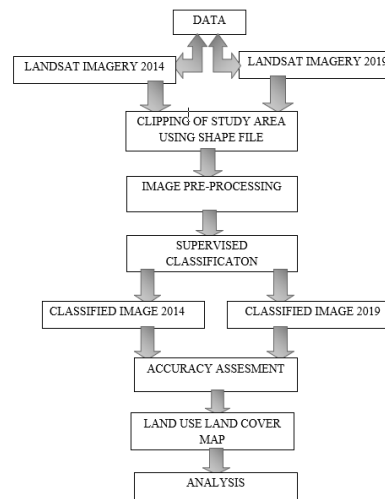 DATA
LANDSAT IMAGERY 2014
LANDSAT IMAGERY 2019
CLIPPING OF STUDY AREA
USING SHAPE FILE
IMAGE PRE-PROCESSING
SUPERVISED
CLASSIFICATON
CLASSIFIED IMAGE 2014
CLASSIFIED IMAGE 2019
ACCURACY ASSESMENT
LAND USE LAND COVER
MAP
ANALYSIS